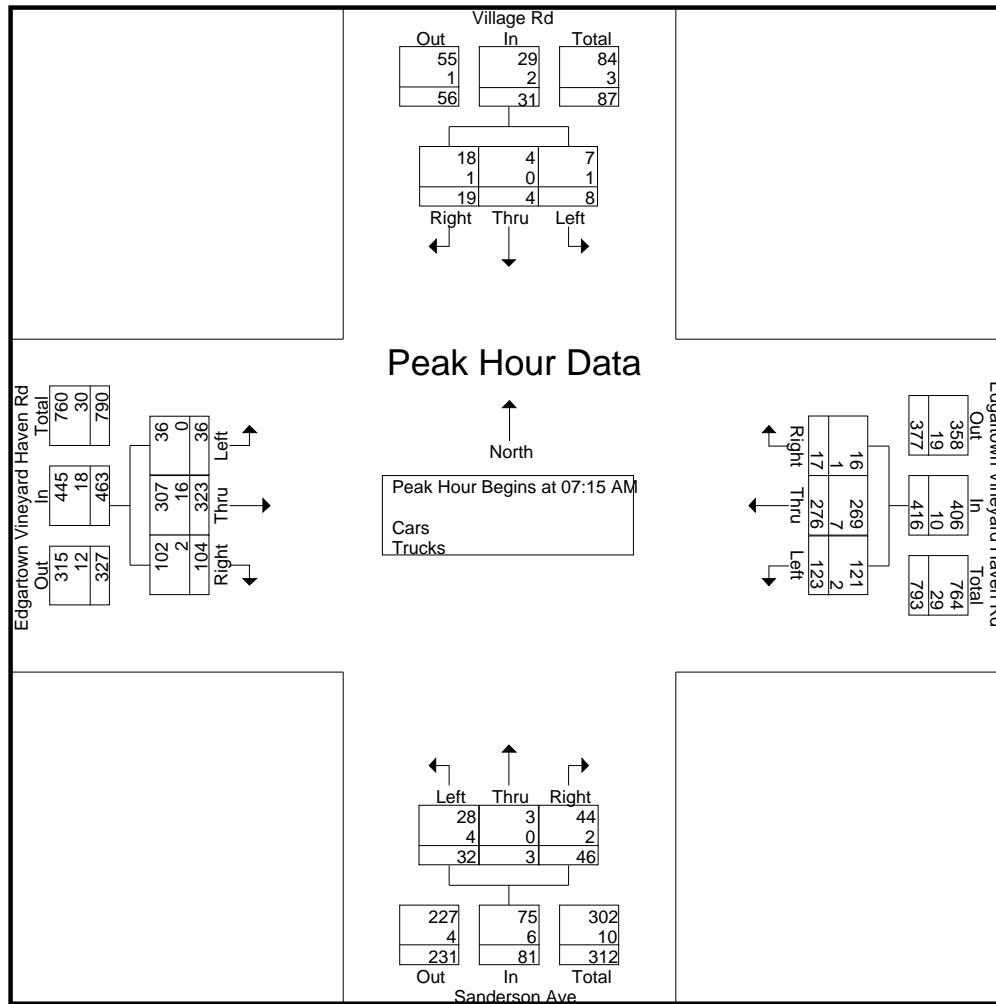 Village Rd
Out In Total
55 29 84
1 2 3
56 31 87
18 4 7
1 0 1
19 4 8
Right Thru Left
Peak Hour Data
North
Peak Hour Begins at 07:15 AM
Cars
Trucks
Edgartown Vineyard Haven Rd
Out In Total
315 445 760
12 18 30
327 463 790
102 307 36
2 16 0
104 323 36
Right Thru Left
Edgartown Vineyard Haven Rd
Out In Total
358 406 764
19 10 29
377 416 793
16 269 121
1 7 2
17 276 123
Right Thru Left
Left Thru Right
28 3 44
4 0 2
32 3 46
227 75 302
4 6 10
231 81 312
Out In Total
Sanderson Ave